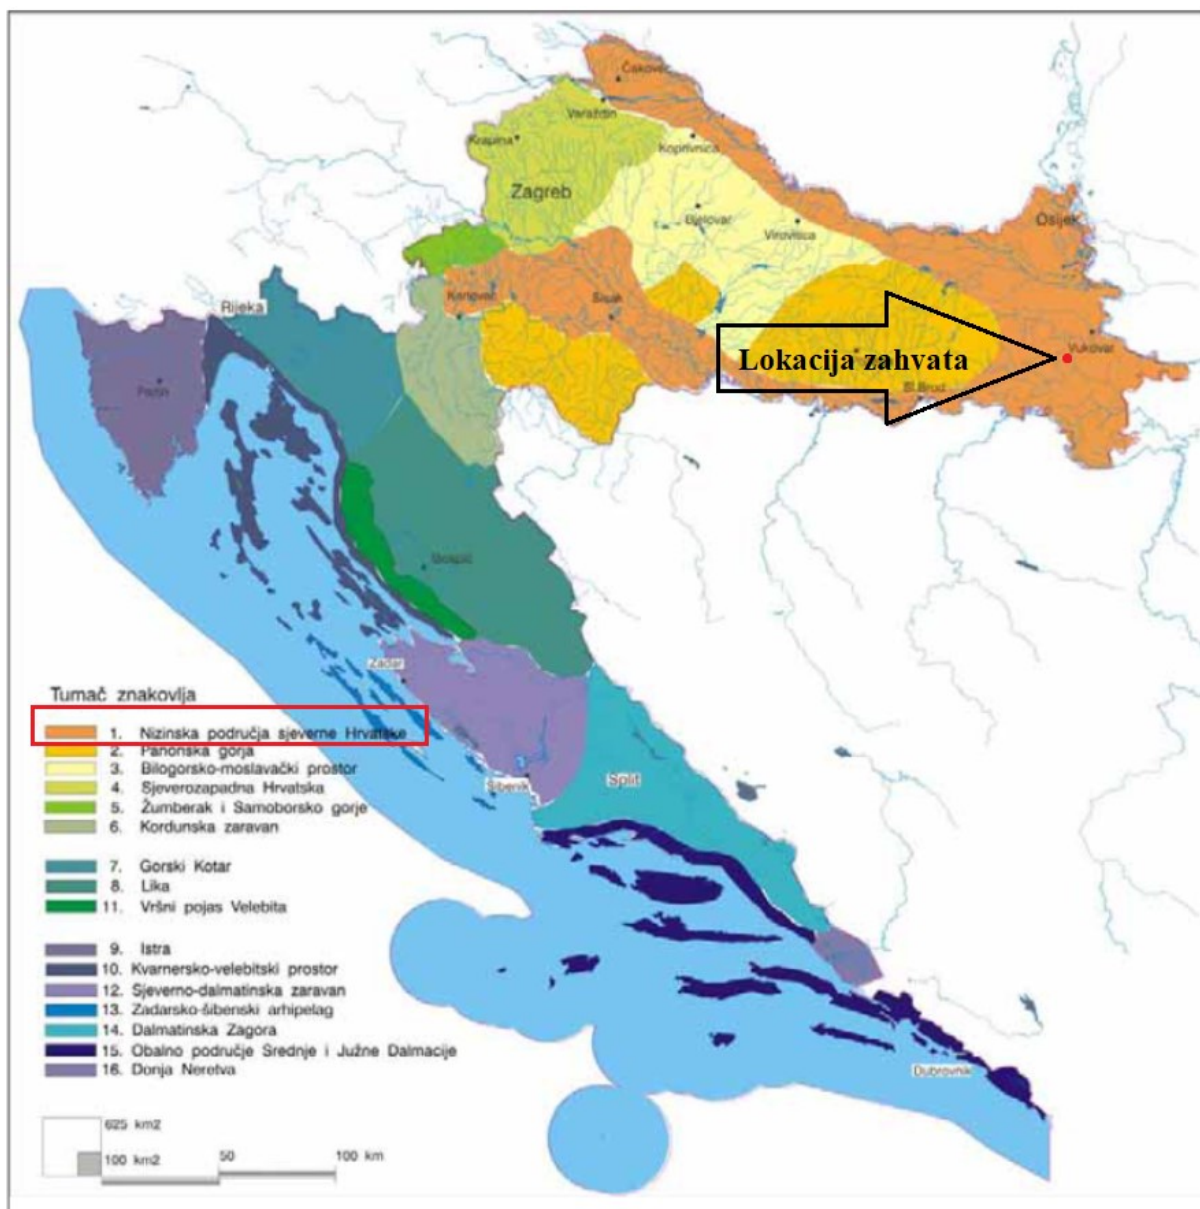 Čakovec
Varaždin
Krapina
Koprivnica
Zagreb
Bjelovar
Virovitica
Osijek
Karlovac
Sisak
Rijeka
Vukovar
Lokacija zahvata
Sl.Brod
Pazin
Gospić
Zadar
Tumač znakovlja
1. Nizinska područja sjeverne Hrvatske
2. Panonska gorja
3. Bilogorsko-moslavački prostor
4. Sjeverozapadna Hrvatska
5. Žumberak i Samoborsko gorje
6. Kordunska zaravan
Šibenik
Split
7. Gorski Kotar
8. Lika
11. Vršni pojas Velebita
9. Istra
10. Kvarnersko-velebitski prostor
12. Sjeverno-dalmatinska zaravan
13. Zadarsko-šibenski arhipelag
14. Dalmatinska Zagora
15. Obalno područje Srednje i Južne Dalmacije
16. Donja Neretva
Dubrovnik
625 km2
100 km2
50
100 km